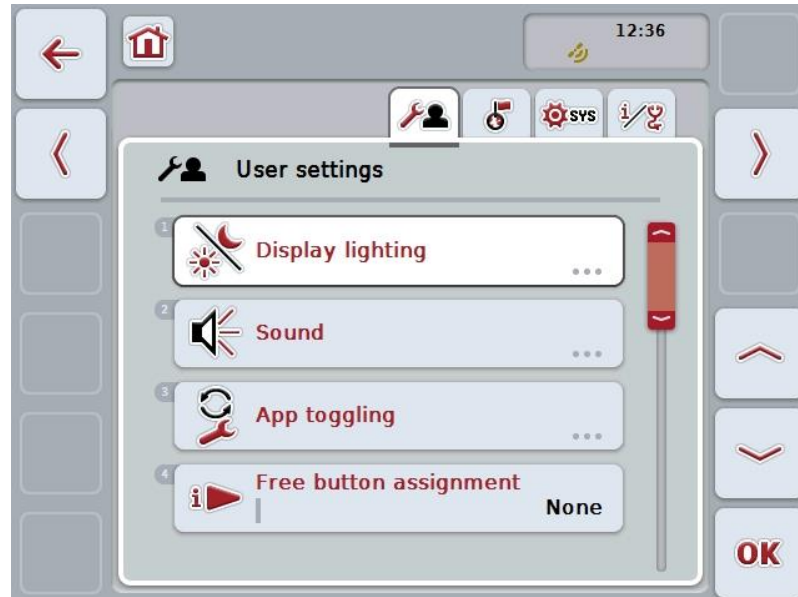 12:36
SYS
i
User settings
1
Display lighting
2
Sound
3
App toggling
4
Free button assignment
i
None
OK